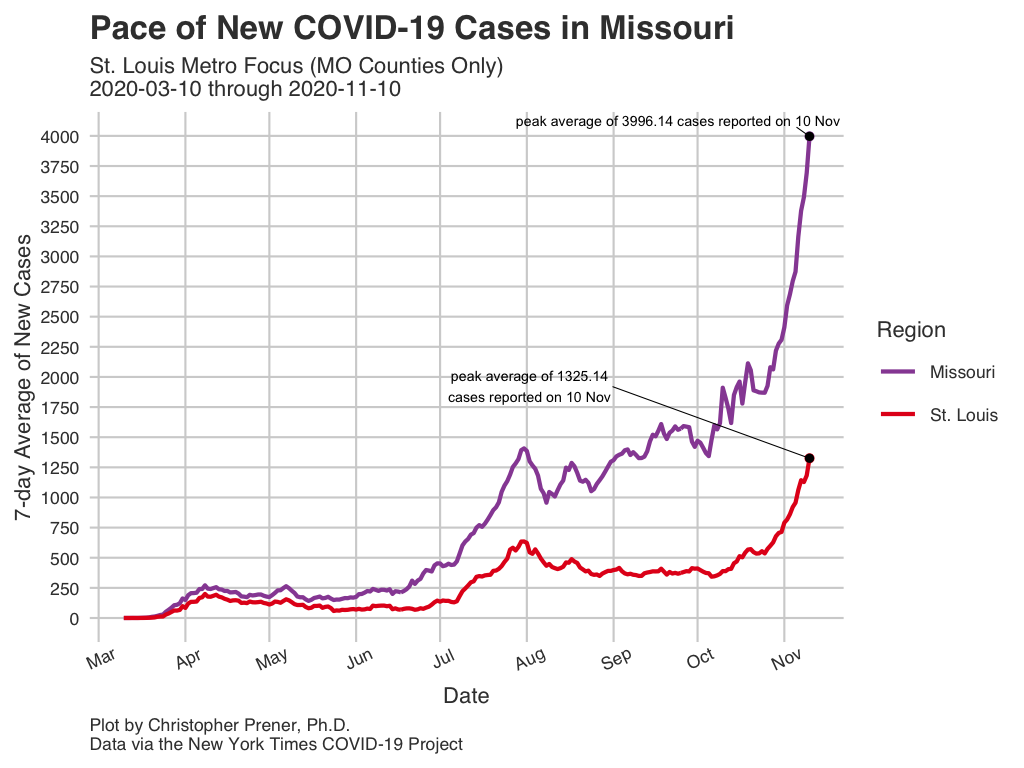 Pace of New COVID-19 Cases in Missouri
St. Louis Metro Focus (MO Counties Only)
2020-03-10 through 2020-11-10
peak average of 3996.14 cases reported on 10 Nov
4000
3750
3500
3250
3000
2750
2500
2250
2000
1750
1500
1250
1000
750
500
250
0
7-day Average of New Cases
peak average of 1325.14
cases reported on 10 Nov
Region
Missouri
St. Louis
Mar
Apr
May
Jun
Jul
Aug
Sep
Oct
Nov
Date
Plot by Christopher Prener, Ph.D.
Data via the New York Times COVID-19 Project